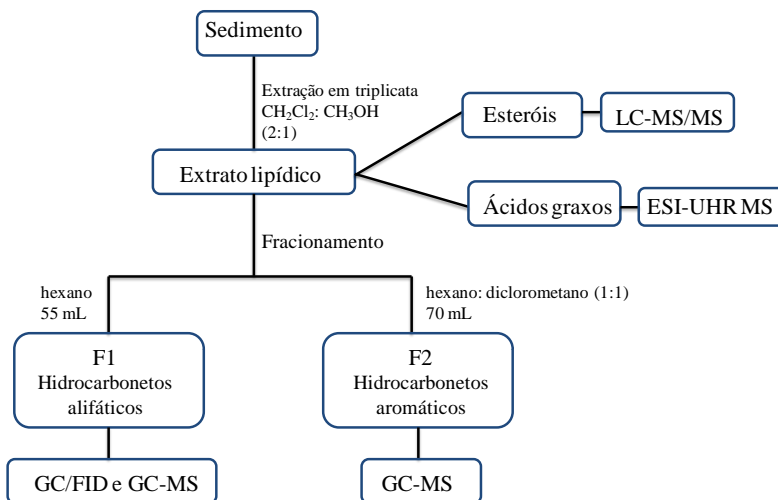 Sedimento
Extração em triplicata
CH₂Cl₂: CH₃OH
(2:1)
Esteróis
LC-MS/MS
Extrato lipídico
Ácidos graxos
ESI-UHR MS
Fracionamento
hexano
55 mL
hexano: diclorometano (1:1)
70 mL
F1
Hidrocarbonetos
alifáticos
F2
Hidrocarbonetos
aromáticos
GC/FID e GC-MS
GC-MS